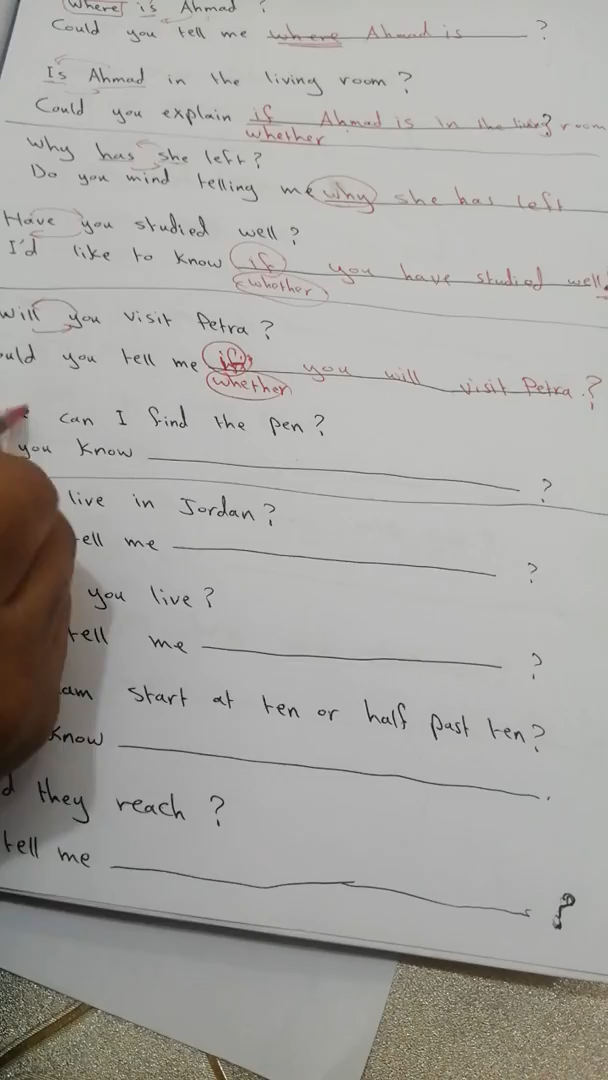 Where is Ahmad ?
Could you tell me where Ahmad is ?
Is Ahmad in the living room ?
Could you explain if Ahmad is in the living room ?
whether
Why has she left?
Do you mind telling me why she has left
Have you studied well ?
I'd like to know if you have studied well.
whether
Will you visit Petra ?
ould you tell me if you will visit Petra ?
whether
can I find the pen ?
you know ?
live in Jordan ?
ell me ?
you live ?
tell me ?
am start at ten or half past ten?
know .
d they reach ?
tell me ?